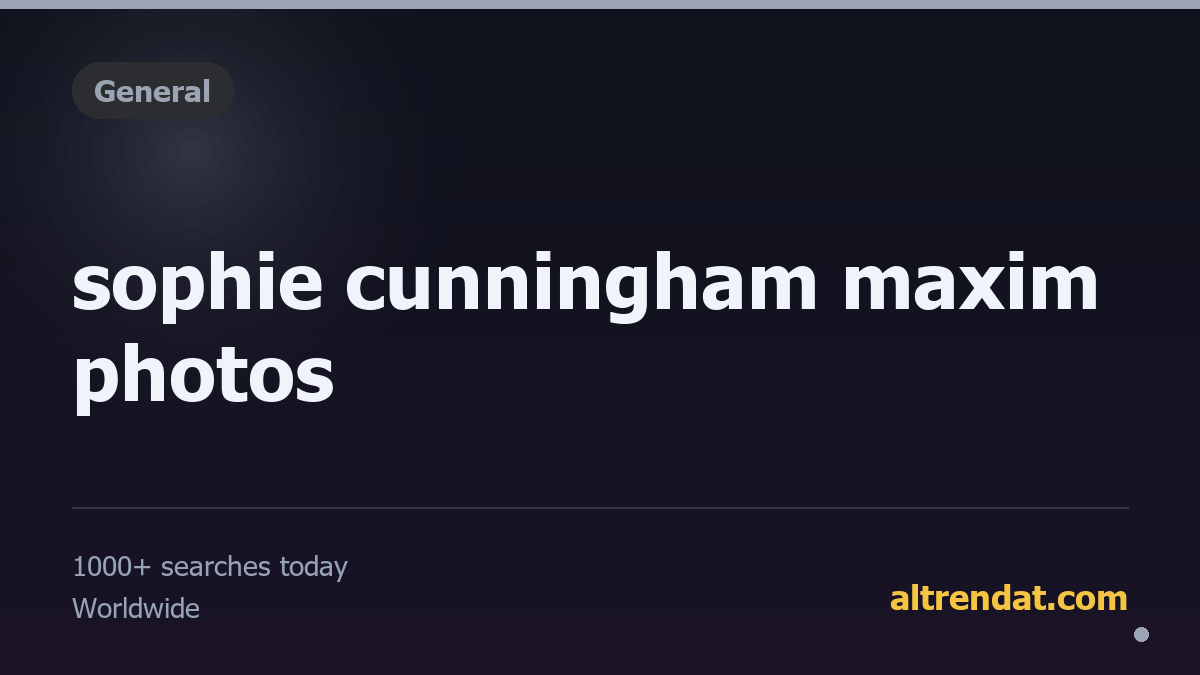 General
sophie cunningham maxim
photos
1000+ searches today
Worldwide
altrendat.com